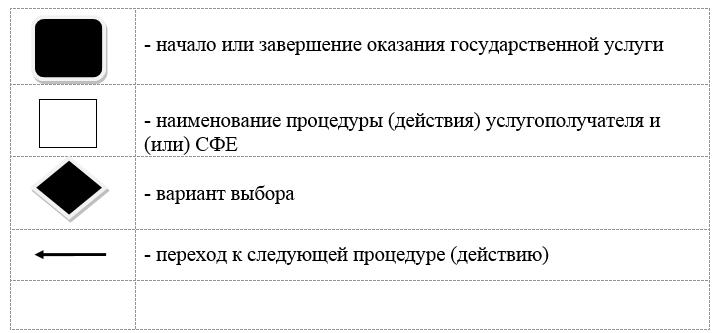 - начало или завершение оказания государственной услуги
- наименование процедуры (действия) услугополучателя и
(или) СФЕ
- вариант выбора
- переход к следующей процедуре (действию)